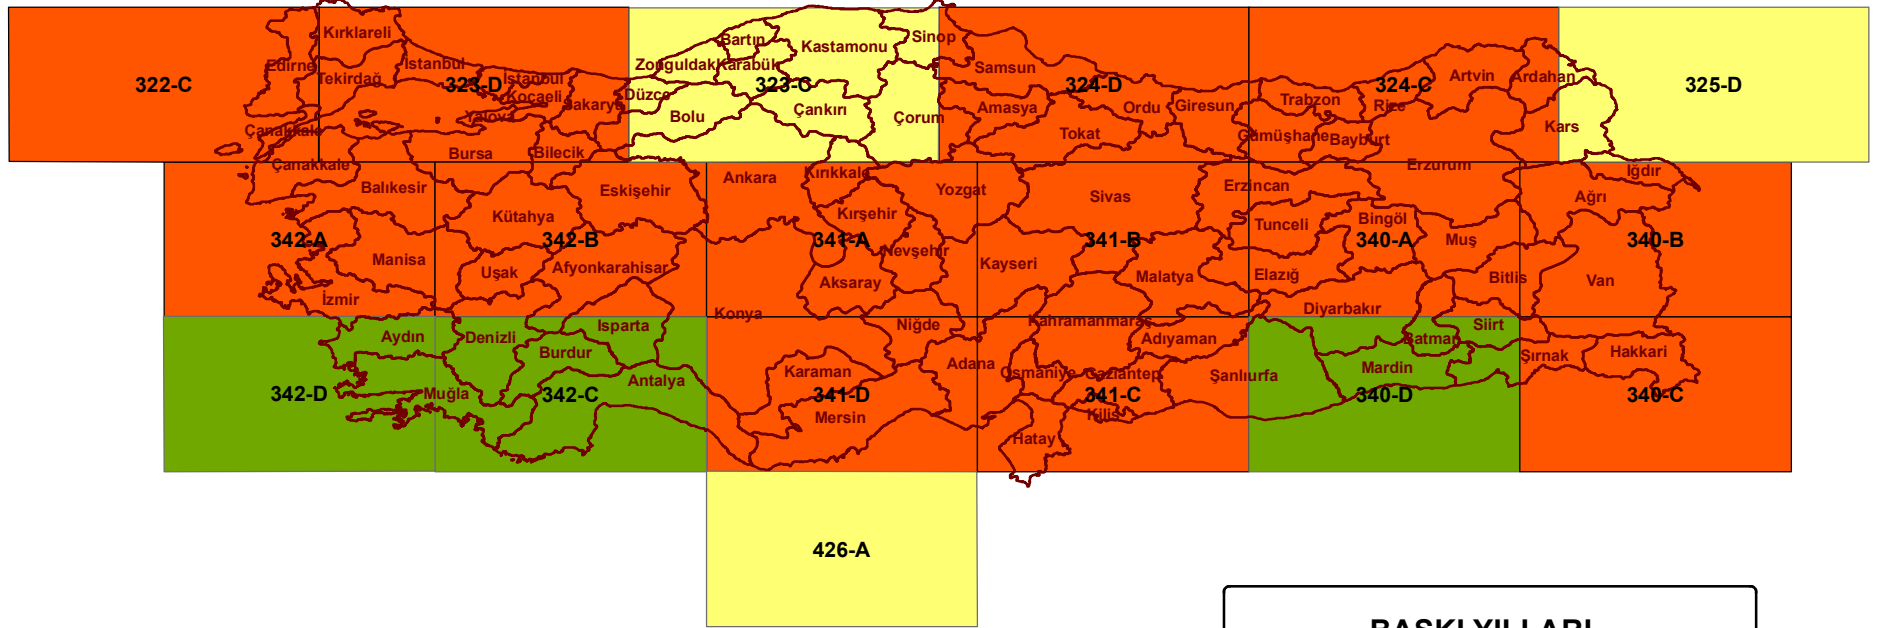 Kırklareli
Edirne
Tekirdağ
İstanbul
İstanbul
Kocaeli
Yalova
Sakarya
Düzce
Zonguldak
Bartın
Karabük
Kastamonu
Sinop
Bolu
Çankırı
Çorum
Samsun
Amasya
Tokat
Ordu
Giresun
Trabzon
Gümüşhane
Bayburt
Rize
Artvin
Ardahan
Kars
322-C
323-D
323-C
324-D
324-C
325-D
Çanakkale
Çanakkale
Bursa
Bilecik
Balıkesir
Kütahya
Eskişehir
Ankara
Kırıkkale
Yozgat
Kırşehir
Nevşehir
Sivas
Erzincan
Erzurum
Iğdır
Ağrı
Tunceli
Bingöl
Muş
Manisa
Uşak
Afyonkarahisar
Aksaray
Kayseri
Malatya
Elazığ
Bitlis
Van
342-A
342-B
341-A
341-B
340-A
340-B
İzmir
Konya
Diyarbakır
Aydın
Denizli
Isparta
Burdur
Antalya
Muğla
Niğde
Karaman
Mersin
Adana
Kahramanmaraş
Adıyaman
Osmaniye
Gaziantep
Kilis
Hatay
Şanlıurfa
Batman
Siirt
Mardin
Şırnak
Hakkari
342-D
342-C
341-D
341-C
340-D
340-C
426-A
BASKI YILLARI